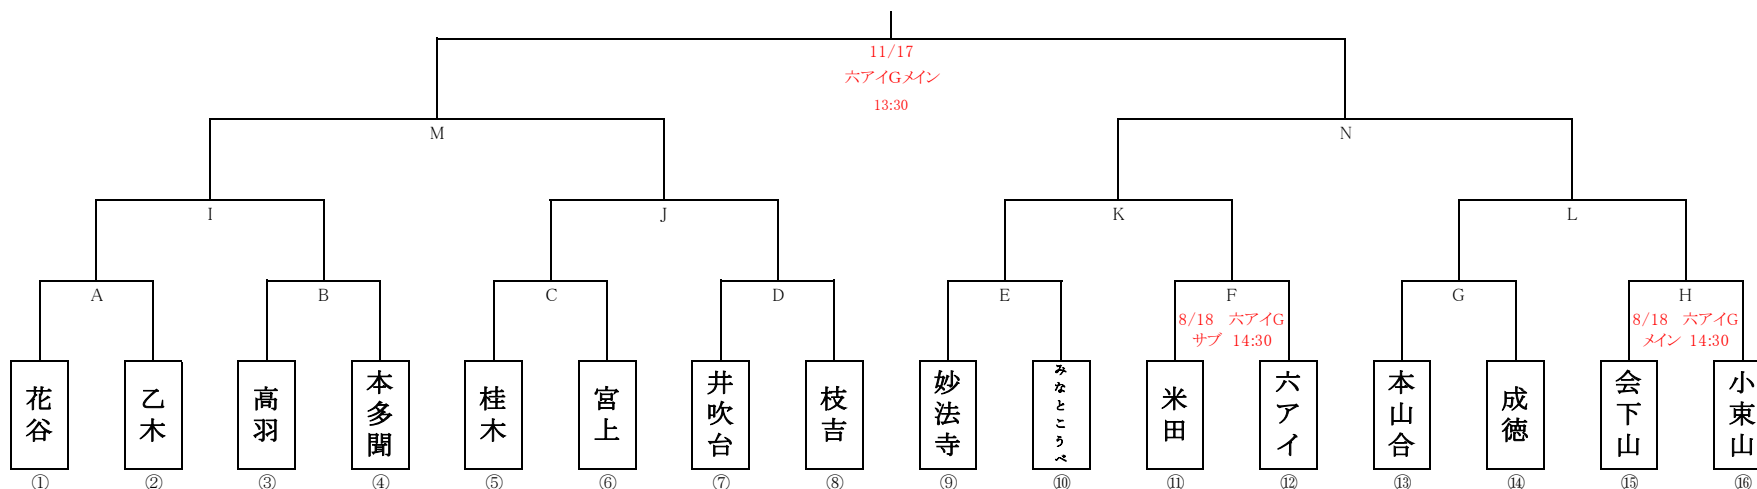 11/17
六アイGメイン
13:30
M
N
I
J
K
L
A
B
C
D
E
F
G
H
8/18 六アイG
サブ 14:30
8/18 六アイG
メイン 14:30
花谷
乙木
高羽
本多聞
桂木
宮上
井吹台
枝吉
妙法寺
みなとこうべ
米田
六アイ
本山合
成徳
会下山
小東山
①
②
③
④
⑤
⑥
⑦
⑧
⑨
⑩
⑪
⑫
⑬
⑭
⑮
⑯